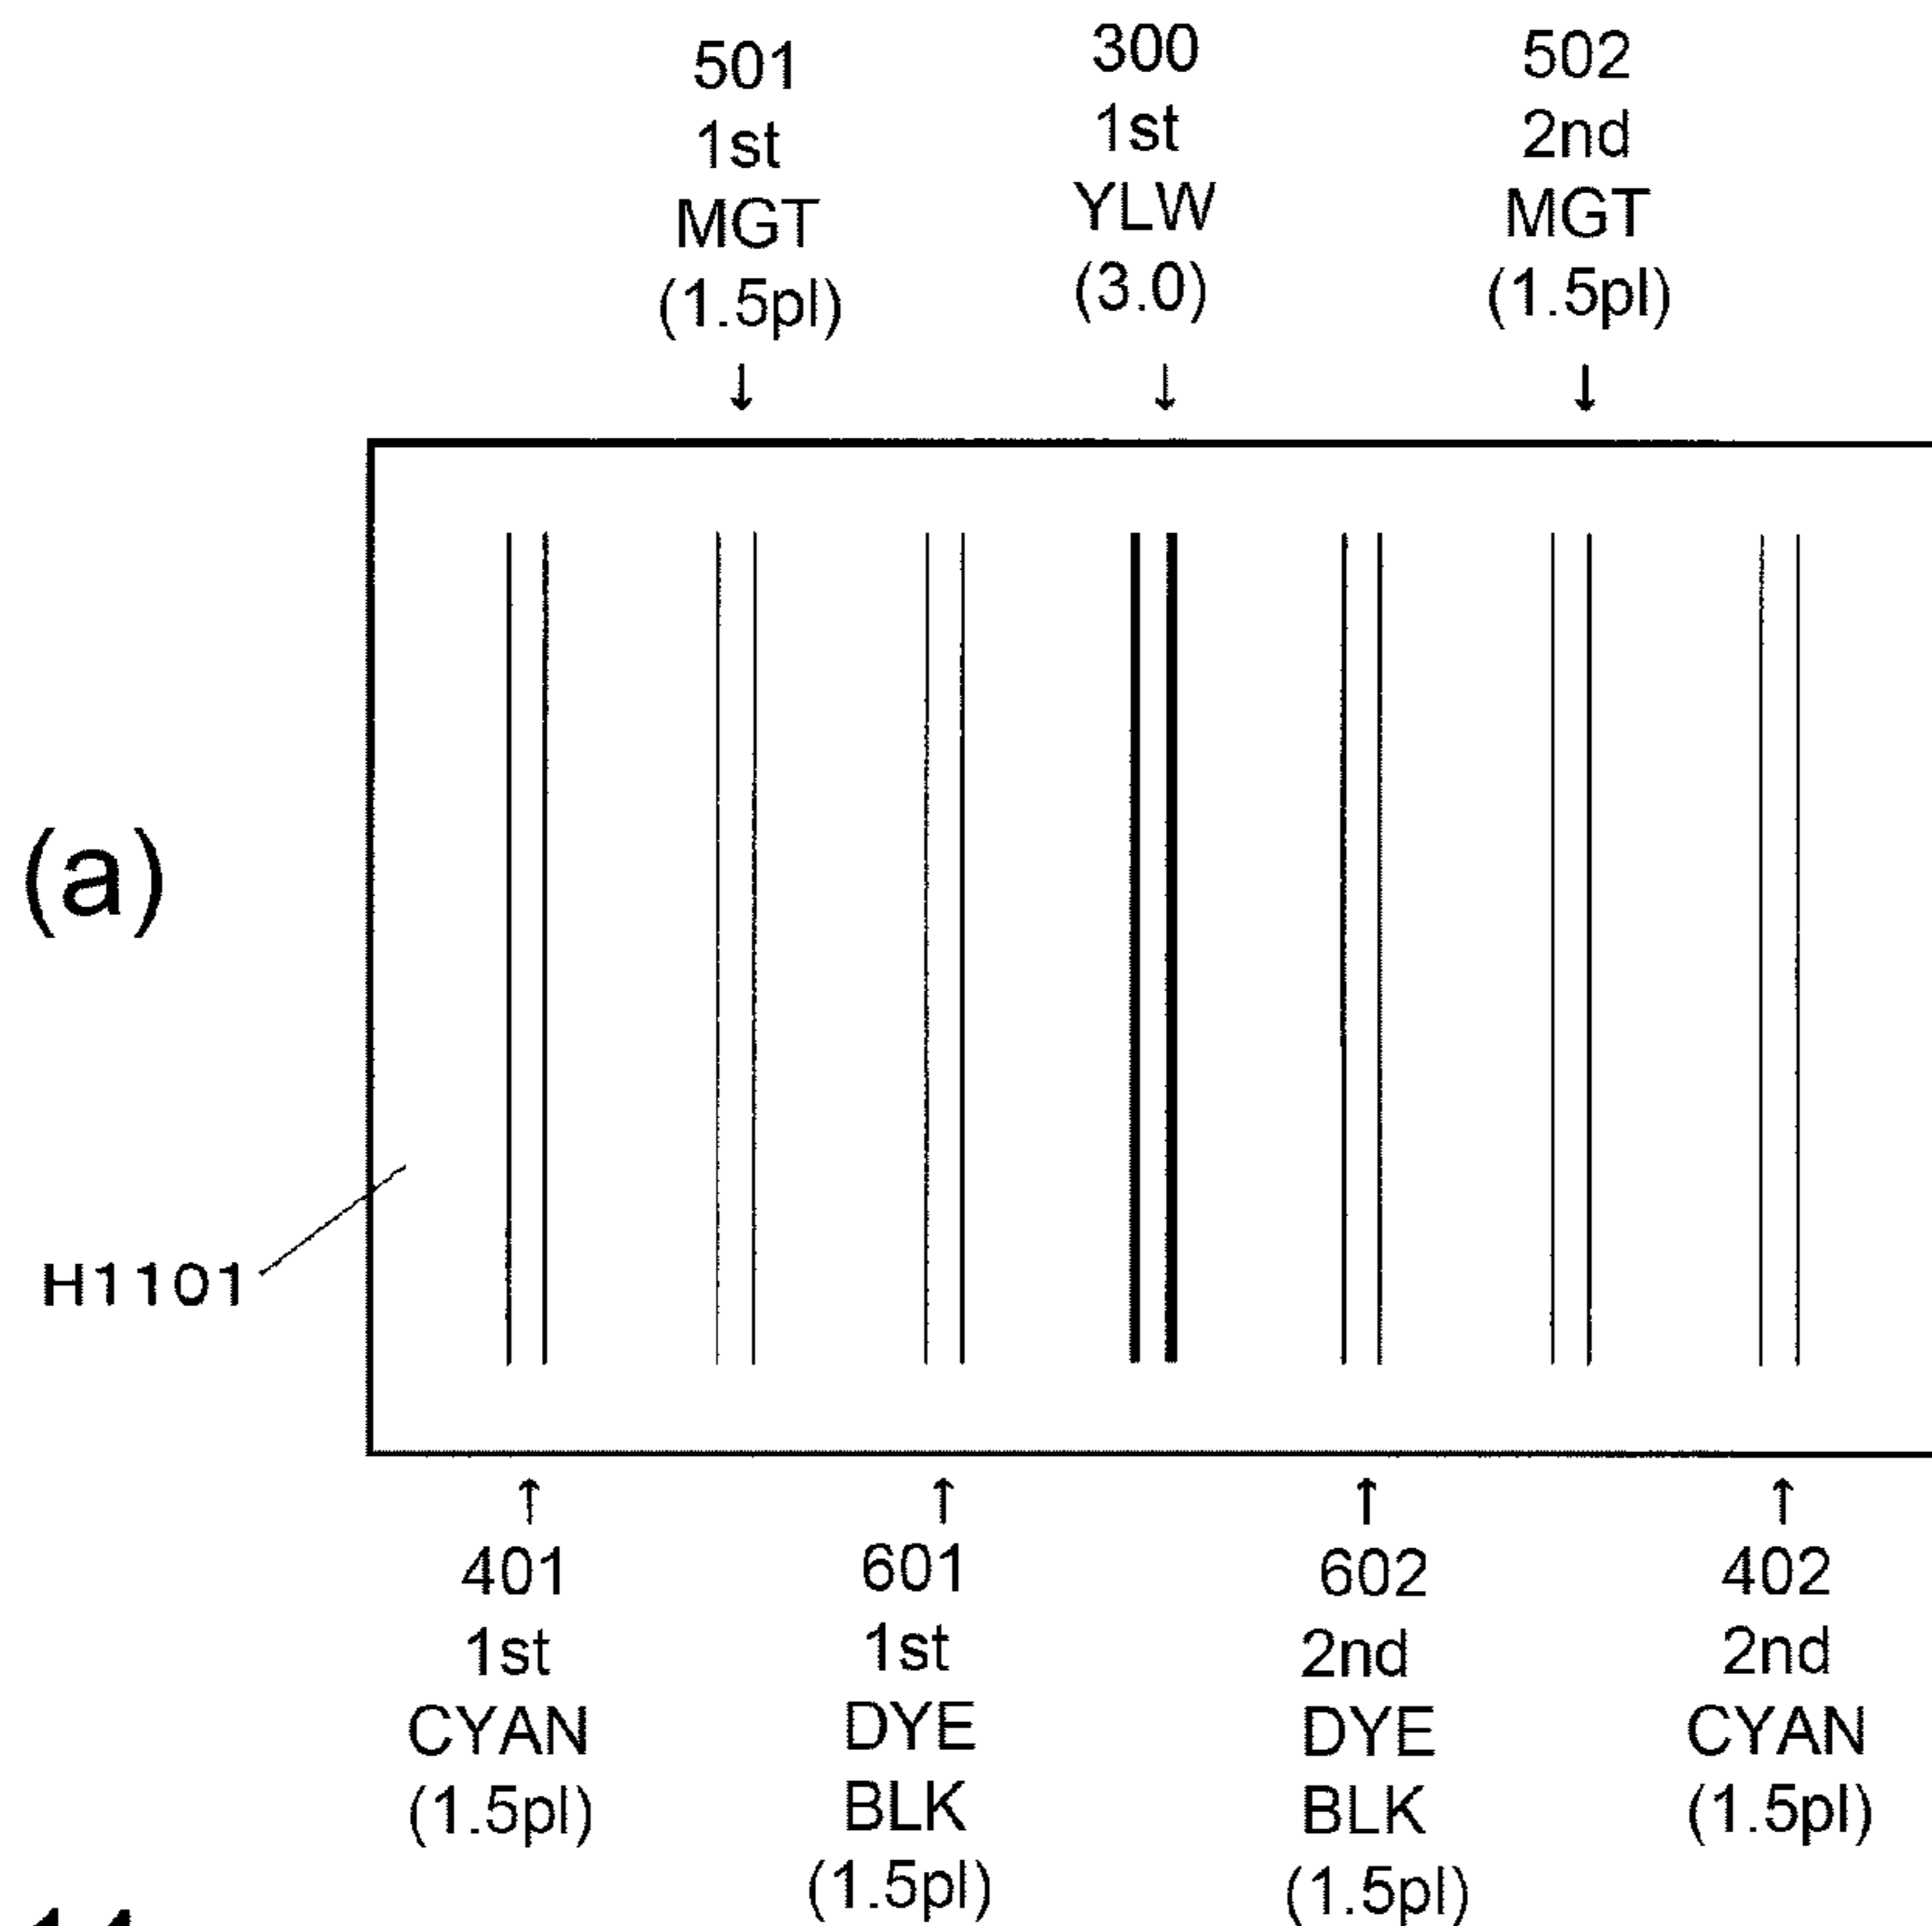 501
1st
MGT
(1.5pl)
↓
300
1st
YLW
(3.0)
↓
502
2nd
MGT
(1.5pl)
↓
(a)
H1101
↑
401
1st
CYAN
(1.5pl)
↑
601
1st
DYE
BLK
(1.5pl)
↑
602
2nd
DYE
BLK
(1.5pl)
↑
402
2nd
CYAN
(1.5pl)